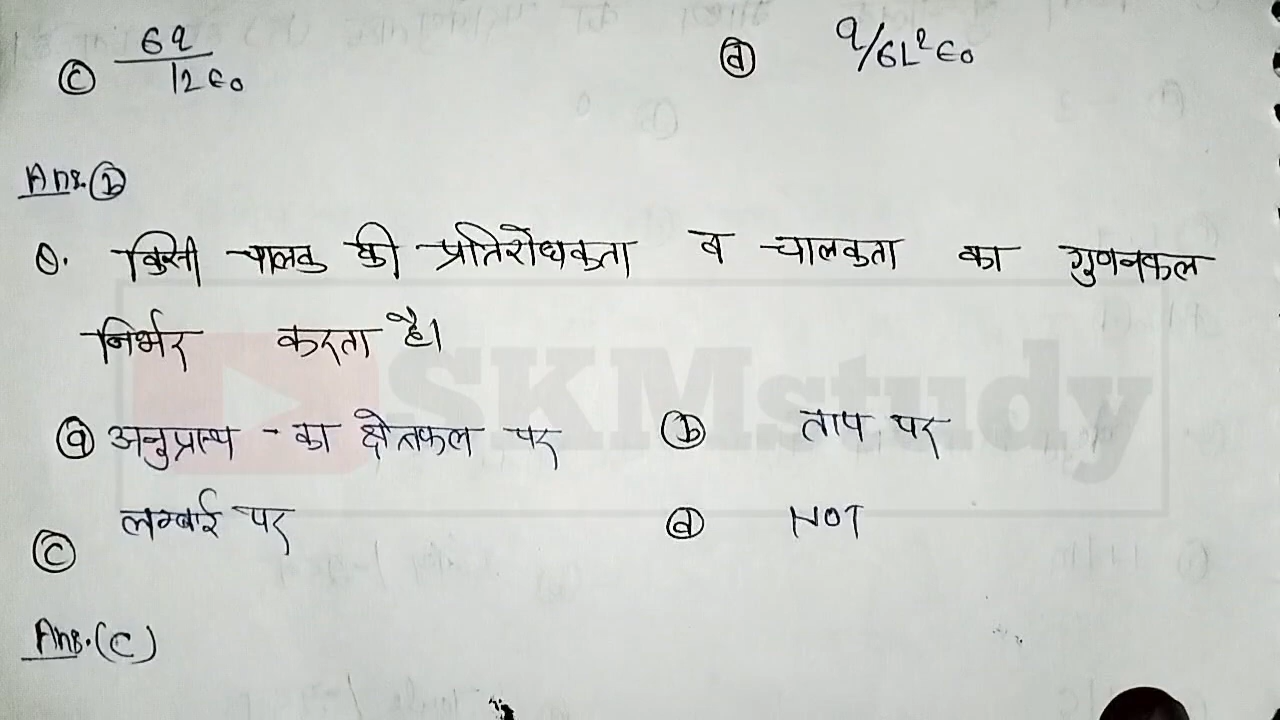 ⓒ 6q/12ϵ₀ ⓓ q/6L²ϵ₀
Ans. ⓑ
Q. किसी चालक की प्रतिरोधकता व चालकता का गुणनफल
निर्भर करता है।
ⓐ अनुप्रस्थ - का क्षेत्रफल पर ⓑ ताप पर
ⓒ लम्बाई पर ⓓ NOT
Ans. (C)
SKMstudy